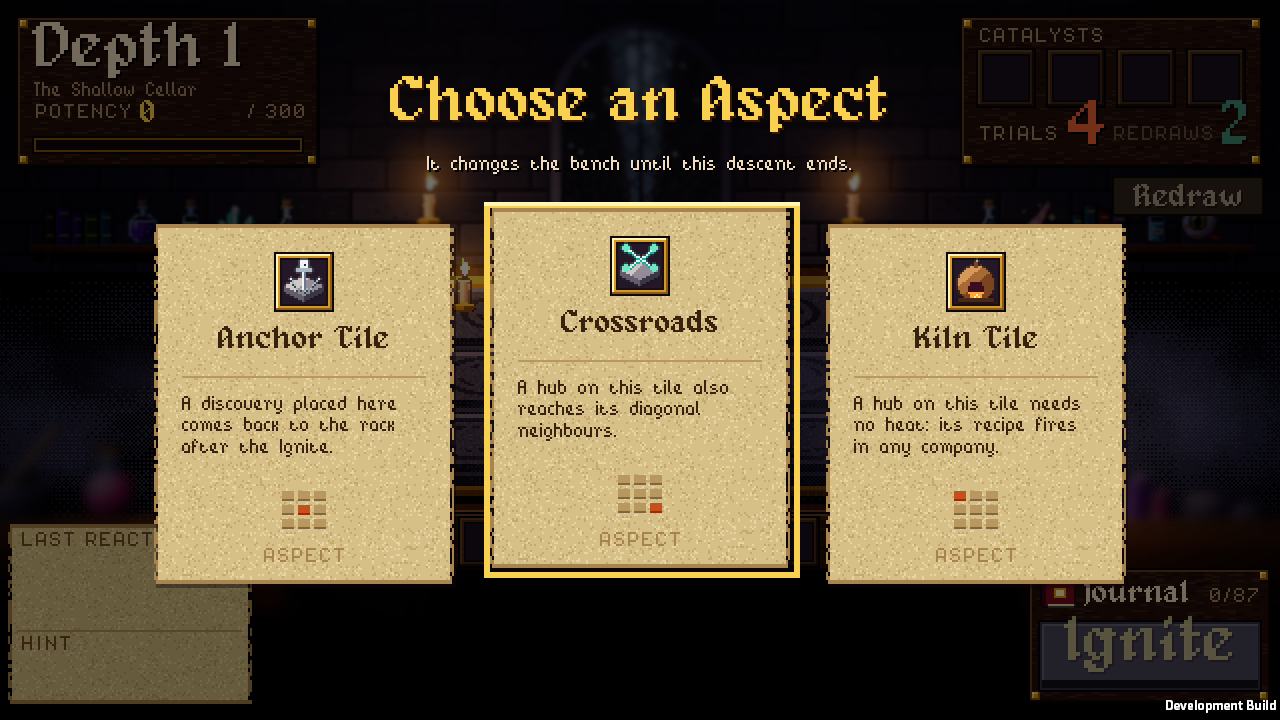 Depth 1
The Shallow Cellar
POTENCY 0 / 300
Choose an Aspect
It changes the bench until this descent ends.
CATALYSTS
TRIALS 4 REDRAWS 2
Redraw
Anchor Tile
A discovery placed here
comes back to the rack
after the Ignite.
ASPECT
Crossroads
A hub on this tile also
reaches its diagonal
neighbours.
ASPECT
Kiln Tile
A hub on this tile needs
no heat: its recipe fires
in any company.
ASPECT
LAST REACT
HINT
Journal 0/87
Ignite
Development Build